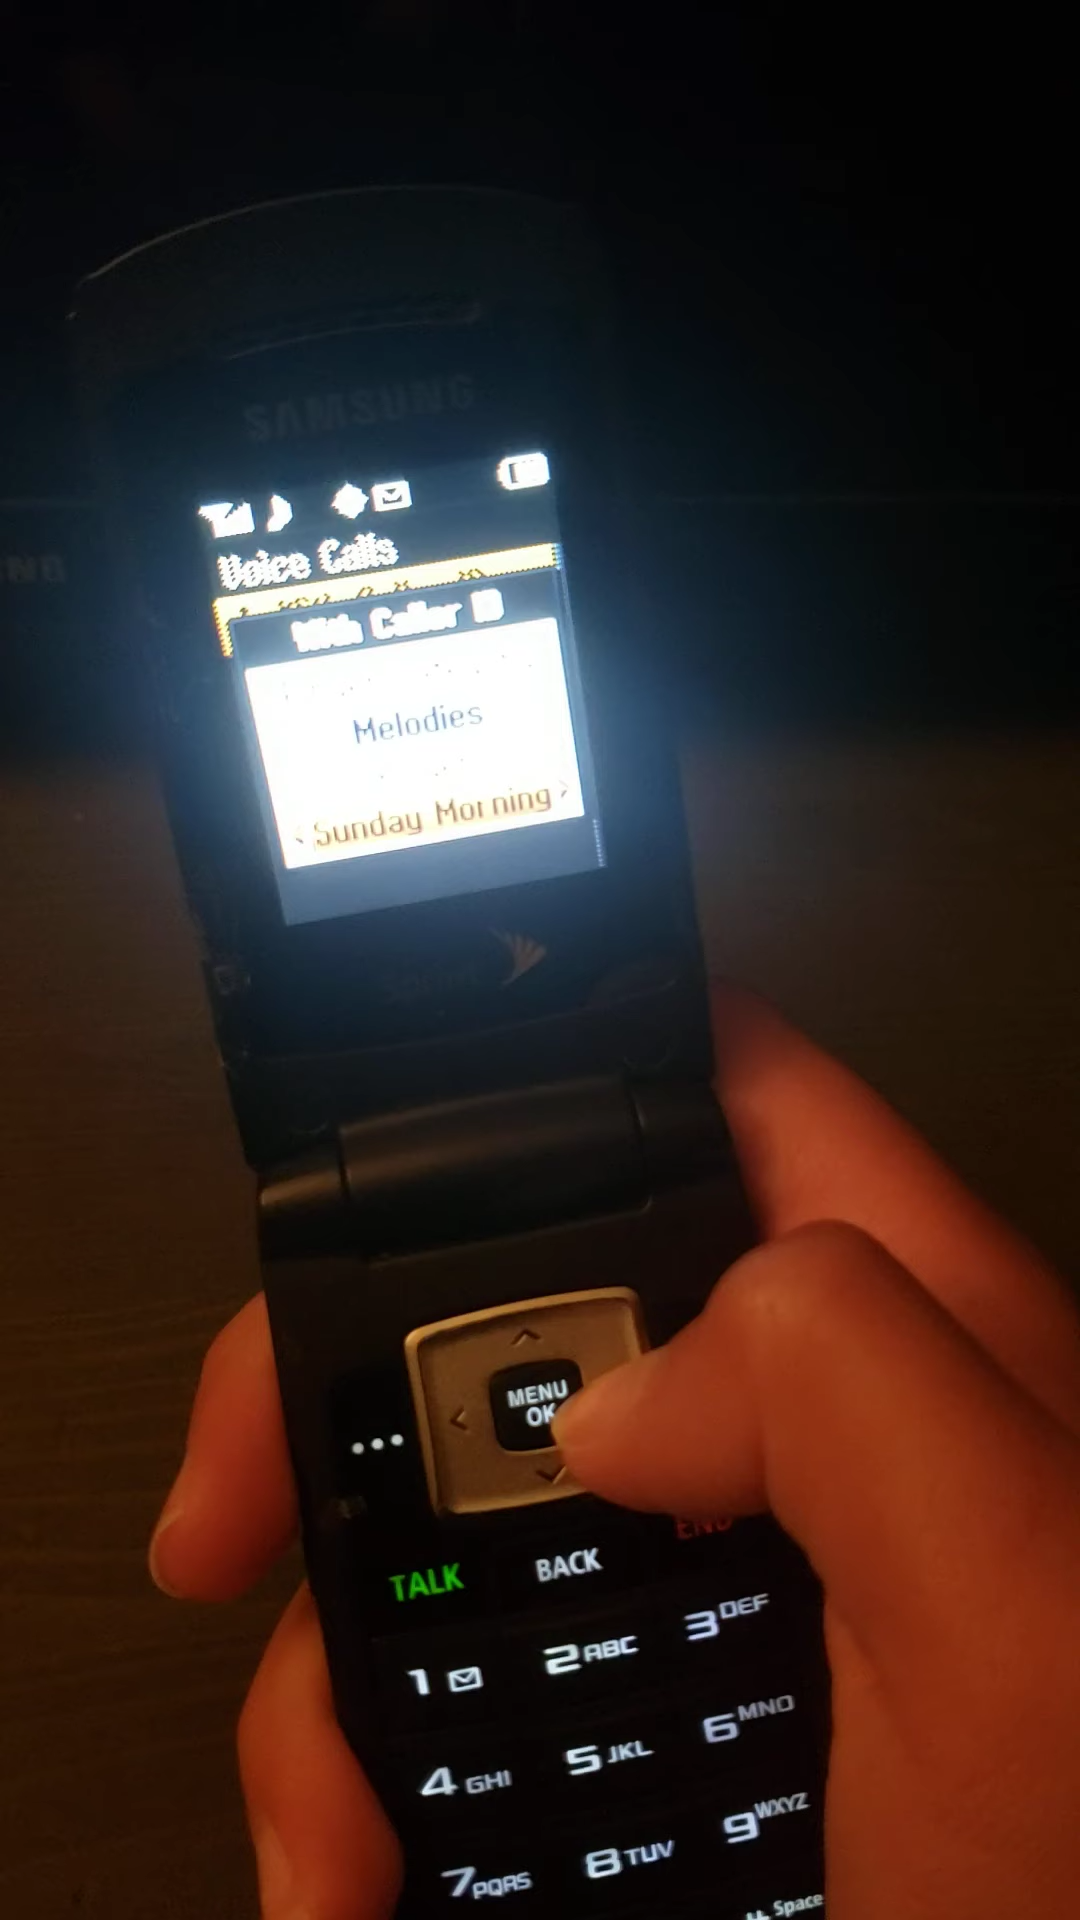 SAMSUNG
Voice Calls
With Caller ID
Melodies
Sunday Morning
Sprint
MENU
OK
TALK
BACK
END
1
2 ABC
3 DEF
4 GHI
5 JKL
6 MNO
7 PQRS
8 TUV
9 WXYZ
# Space